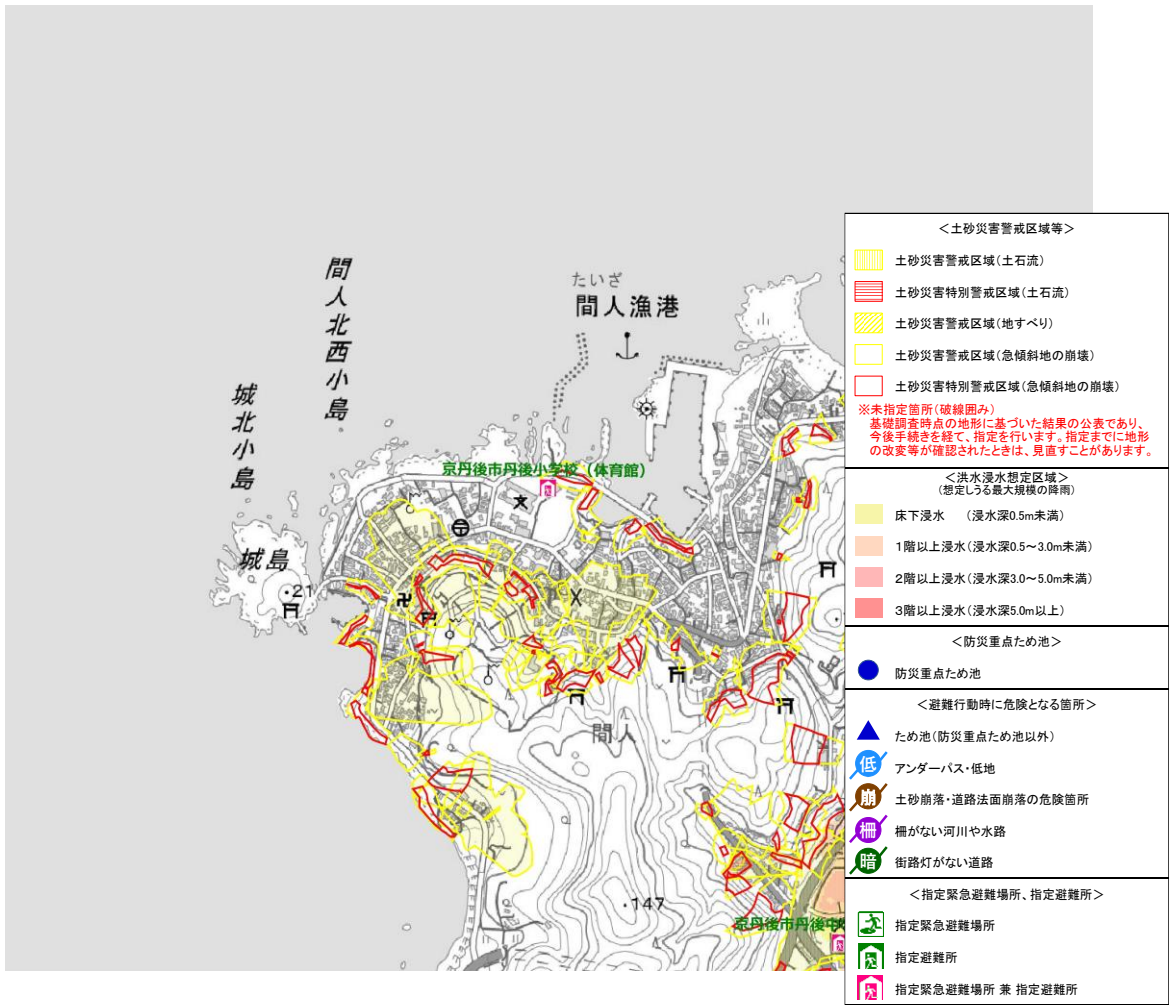 間人北西小島
城北小島
城島
・21
たいざ
間人漁港
京丹後市丹後小学校(体育館)
文
間人
・147
京丹後市丹後中
<土砂災害警戒区域等>
土砂災害警戒区域(土石流)
土砂災害特別警戒区域(土石流)
土砂災害警戒区域(地すべり)
土砂災害警戒区域(急傾斜地の崩壊)
土砂災害特別警戒区域(急傾斜地の崩壊)
※未指定箇所(破線囲み)
基礎調査時点の地形に基づいた結果の公表であり、
今後手続きを経て、指定を行います。指定までに地形
の改変等が確認されたときは、見直すことがあります。
<洪水浸水想定区域>
(想定しうる最大規模の降雨)
床下浸水 (浸水深0.5m未満)
1階以上浸水(浸水深0.5~3.0m未満)
2階以上浸水(浸水深3.0~5.0m未満)
3階以上浸水(浸水深5.0m以上)
<防災重点ため池>
防災重点ため池
<避難行動時に危険となる箇所>
ため池(防災重点ため池以外)
低 アンダーパス・低地
崩 土砂崩落・道路法面崩落の危険箇所
柵 柵がない河川や水路
暗 街路灯がない道路
<指定緊急避難場所、指定避難所>
指定緊急避難場所
指定避難所
指定緊急避難場所 兼 指定避難所